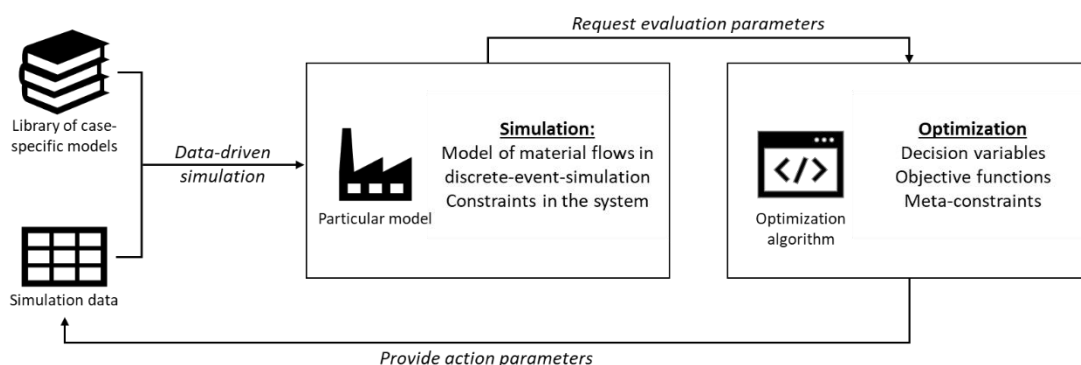 Request evaluation parameters
Library of case-
specific models
Data-driven
simulation
Simulation:
Model of material flows in
discrete-event-simulation
Constraints in the system
Particular model
Optimization
Decision variables
Objective functions
Meta-constraints
</>
Optimization
algorithm
Simulation data
Provide action parameters